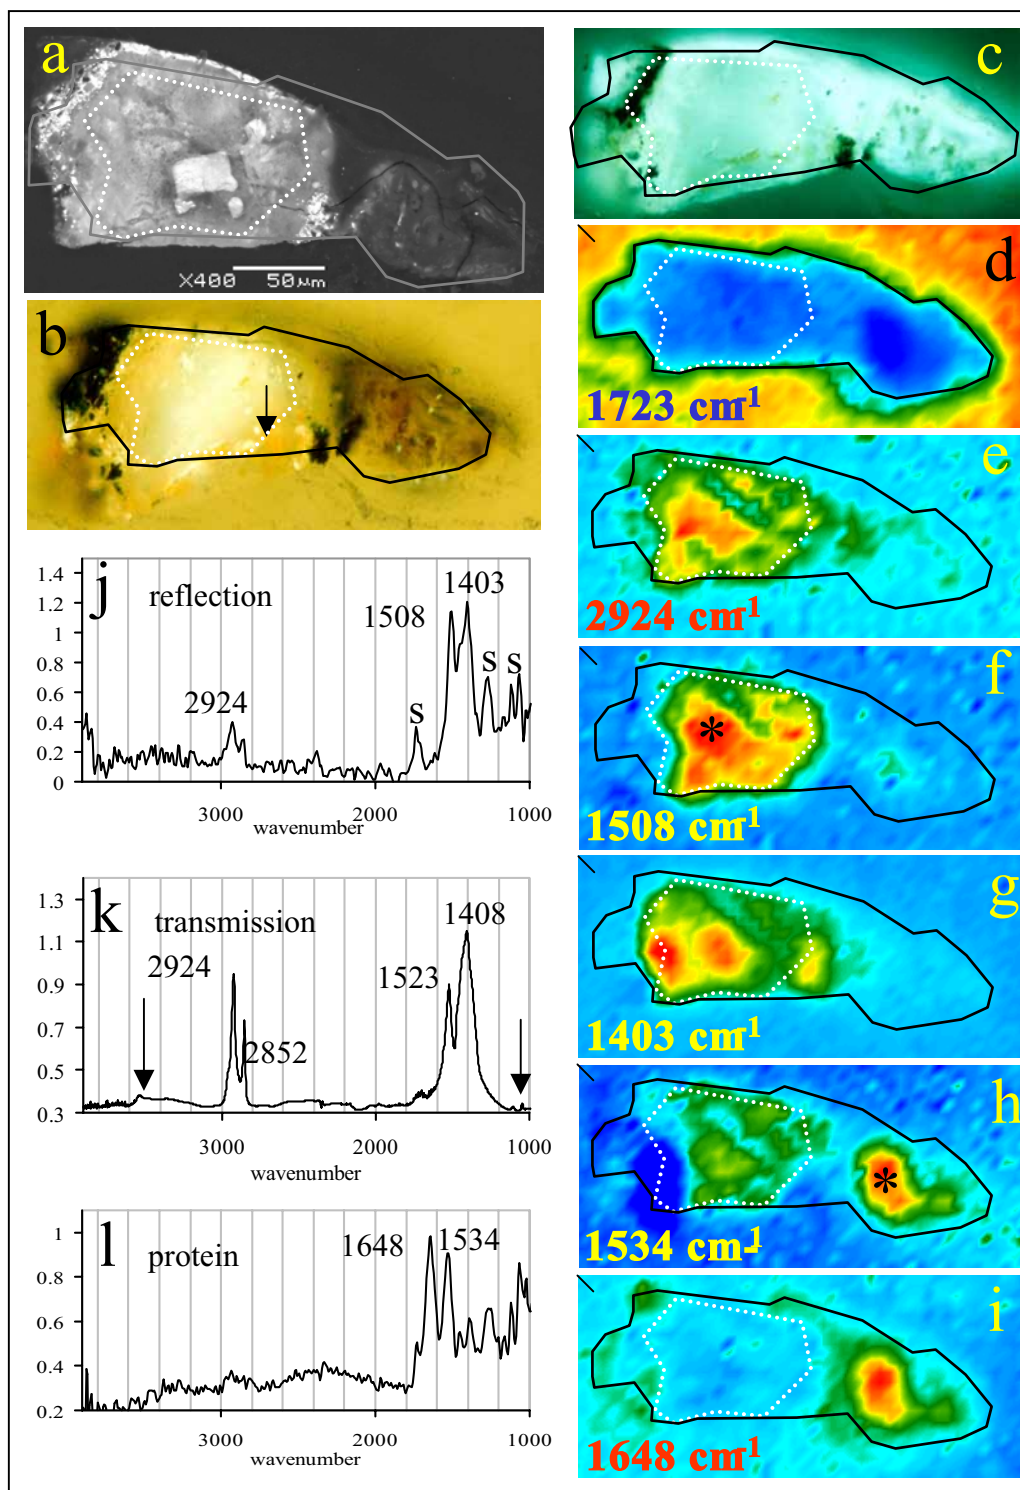 a
X400 50µm
b
c
d
1723 cm-1
e
2924 cm-1
f
*
1508 cm-1
g
1403 cm-1
h
*
1534 cm-1
i
1648 cm-1
j
reflection
1508
1403
2924
s
s
s
1.4
1.2
1
0.8
0.6
0.4
0.2
0
3000 2000 1000
wavenumber
k
transmission
2924
2852
1523
1408
1.3
1.1
0.9
0.7
0.5
0.3
3000 2000 1000
wavenumber
l
protein
1648
1534
1
0.8
0.6
0.4
0.2
3000 2000 1000
wavenumber